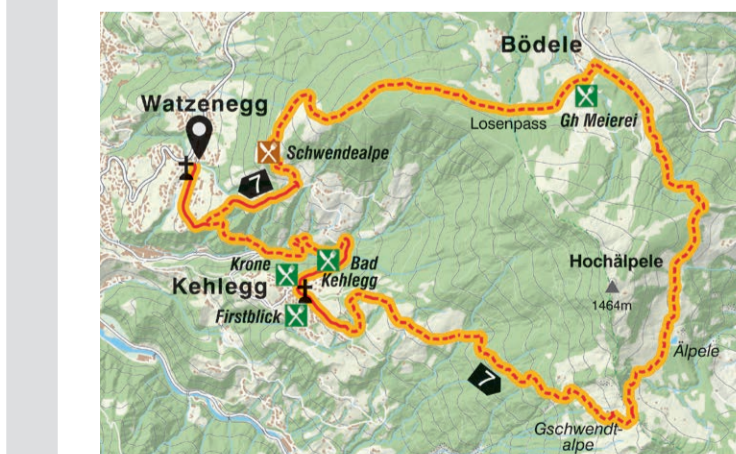 Bödele
Watzenegg
Losenpass
Gh Meierei
Schwendealpe
7
Krone
Bad
Kehlegg
Hochälpele
Kehlegg
1464m
Firstblick
Älpele
7
Gschwendt-
alpe